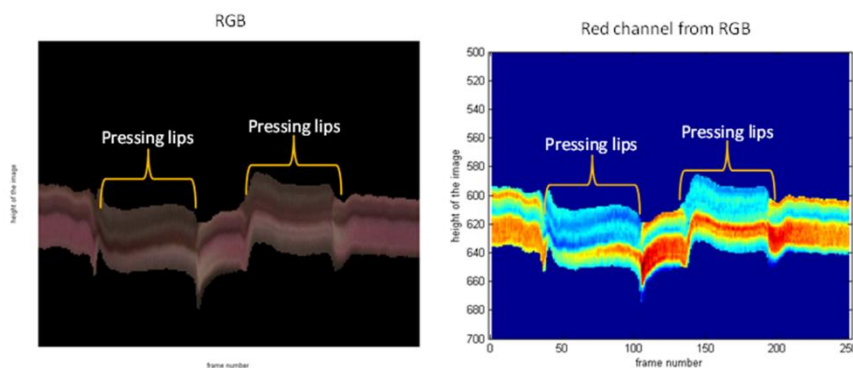 RGB
Pressing lips
Pressing lips
height of the image
frame number
Red channel from RGB
500
520
540
560
580
600
620
640
660
680
700
Pressing lips
Pressing lips
height of the image
0
50
100
150
200
250
frame number